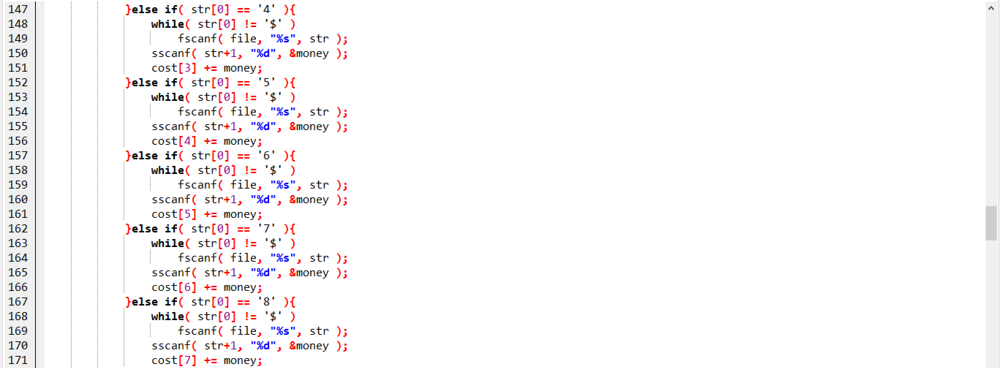 147 }else if( str[0] == '4' ){
148 while( str[0] != '$' )
149 fscanf( file, "%s", str );
150 sscanf( str+1, "%d", &money );
151 cost[3] += money;
152 }else if( str[0] == '5' ){
153 while( str[0] != '$' )
154 fscanf( file, "%s", str );
155 sscanf( str+1, "%d", &money );
156 cost[4] += money;
157 }else if( str[0] == '6' ){
158 while( str[0] != '$' )
159 fscanf( file, "%s", str );
160 sscanf( str+1, "%d", &money );
161 cost[5] += money;
162 }else if( str[0] == '7' ){
163 while( str[0] != '$' )
164 fscanf( file, "%s", str );
165 sscanf( str+1, "%d", &money );
166 cost[6] += money;
167 }else if( str[0] == '8' ){
168 while( str[0] != '$' )
169 fscanf( file, "%s", str );
170 sscanf( str+1, "%d", &money );
171 cost[7] += money;